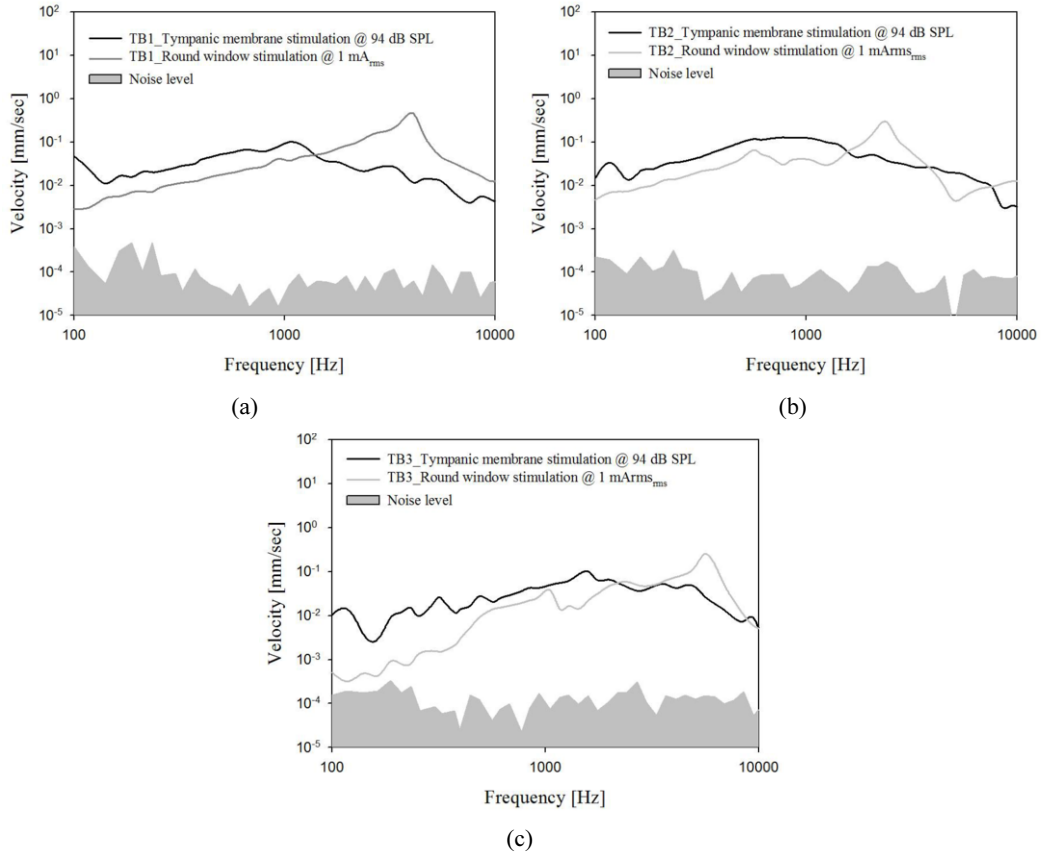 10²
10¹
10⁰
10⁻¹
10⁻²
10⁻³
10⁻⁴
10⁻⁵
Velocity [mm/sec]
TB1_Tympanic membrane stimulation @ 94 dB SPL
TB1_Round window stimulation @ 1 mArms
Noise level
100 1000 10000
Frequency [Hz]
(a)
10²
10¹
10⁰
10⁻¹
10⁻²
10⁻³
10⁻⁴
10⁻⁵
Velocity [mm/sec]
TB2_Tympanic membrane stimulation @ 94 dB SPL
TB2_Round window stimulation @ 1 mArmsrms
Noise level
100 1000 10000
Frequency [Hz]
(b)
10²
10¹
10⁰
10⁻¹
10⁻²
10⁻³
10⁻⁴
10⁻⁵
Velocity [mm/sec]
TB3_Tympanic membrane stimulation @ 94 dB SPL
TB3_Round window stimulation @ 1 mArmsrms
Noise level
100 1000 10000
Frequency [Hz]
(c)